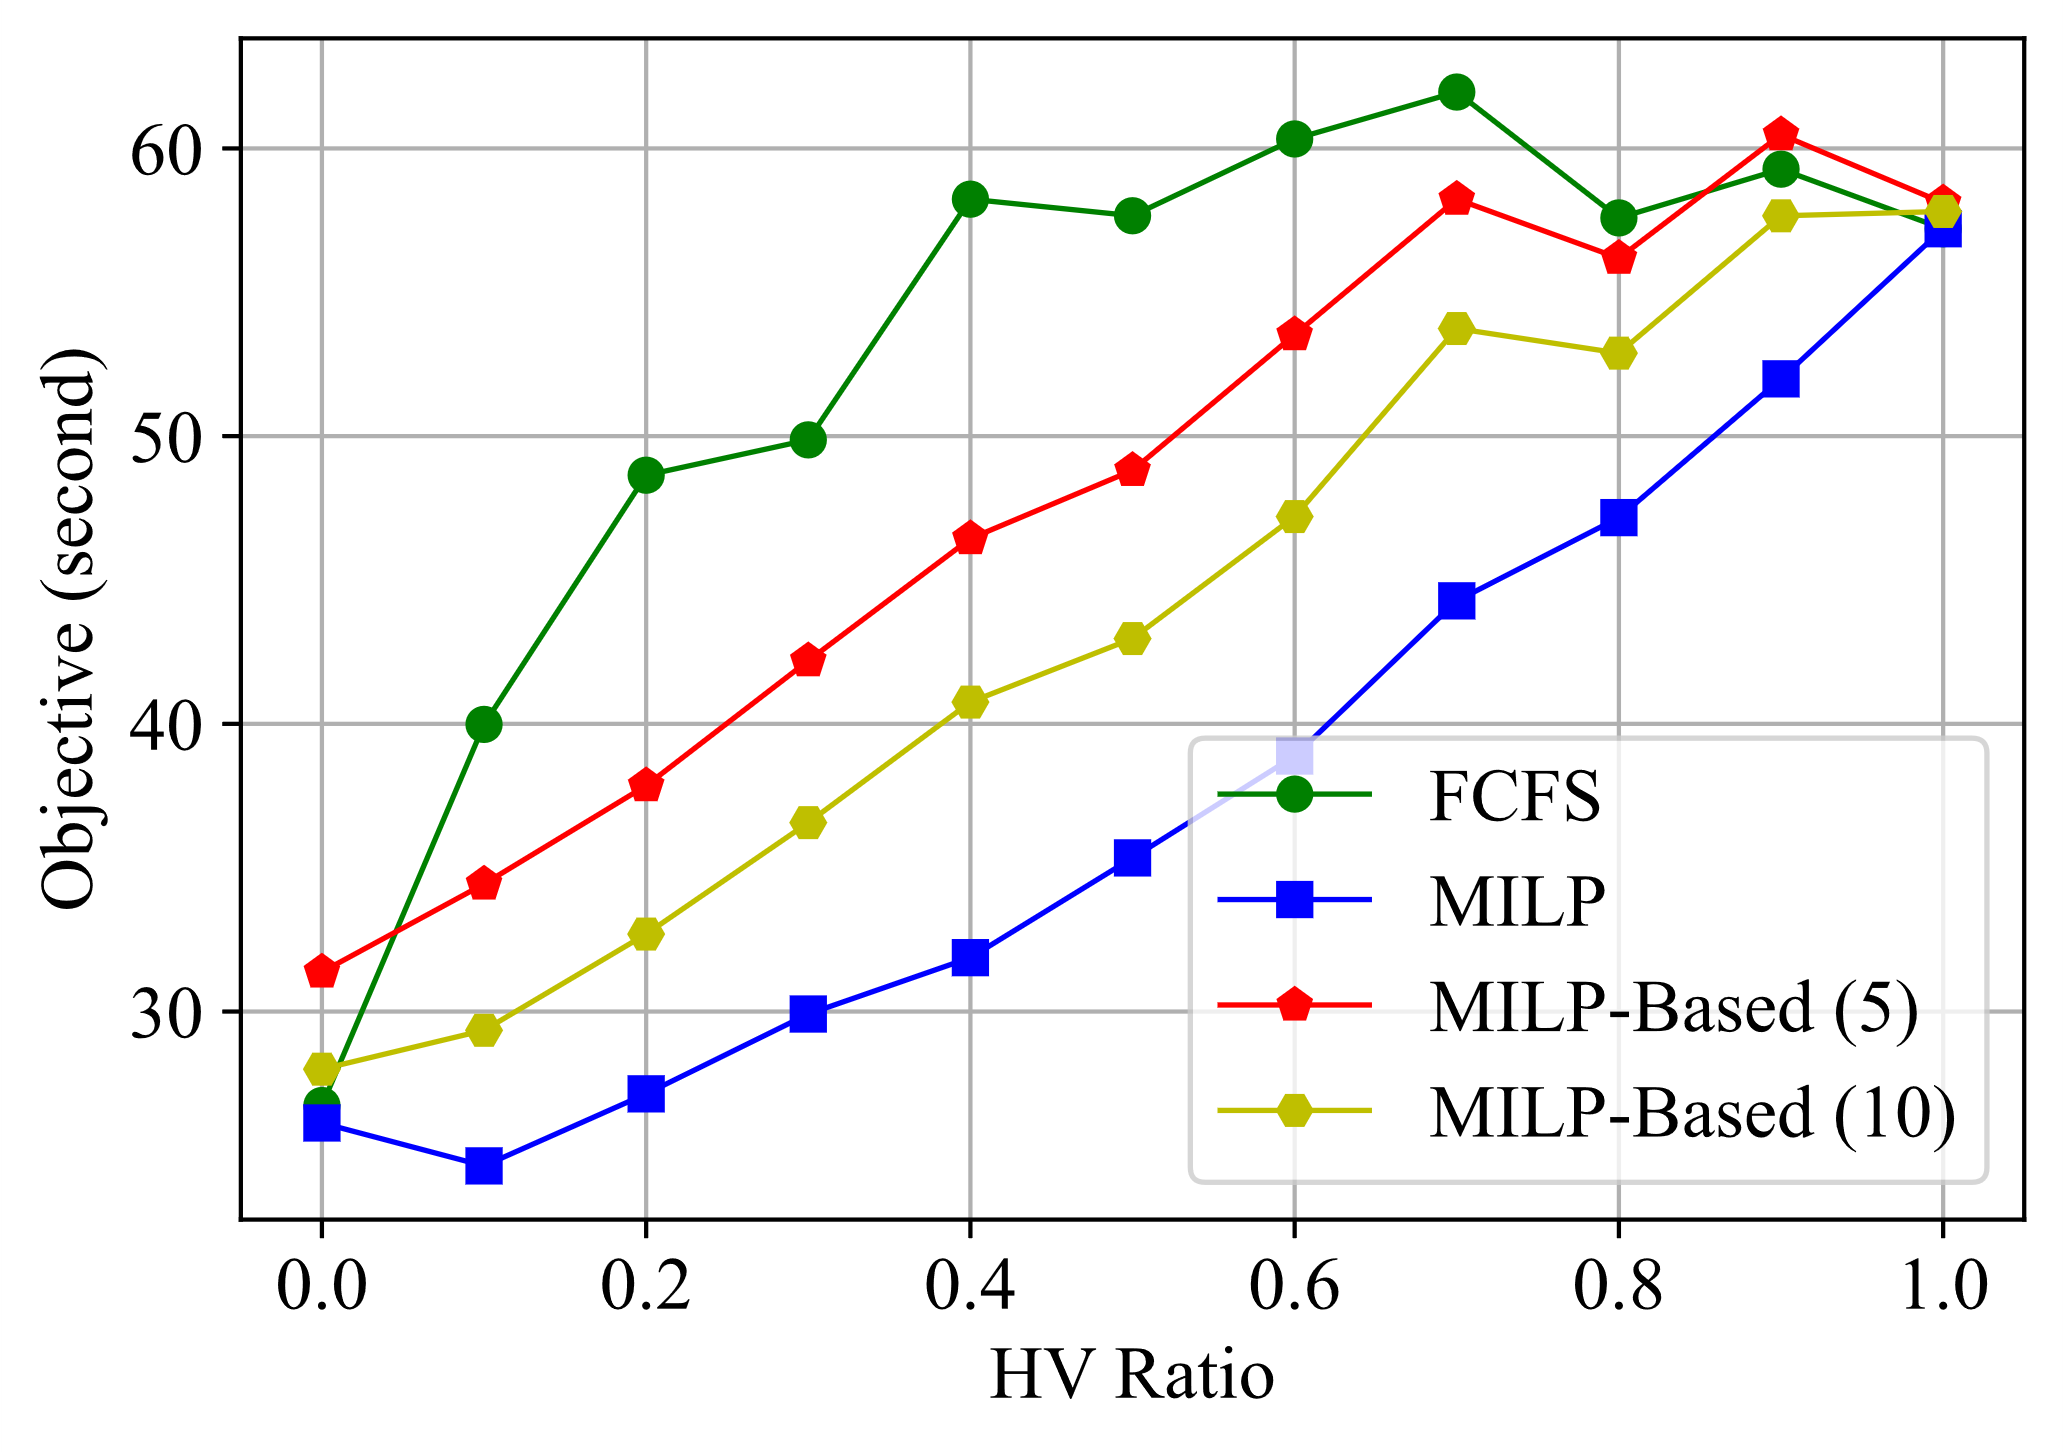 Objective (second)
60
50
40
30
0.0 0.2 0.4 0.6 0.8 1.0
HV Ratio
FCFS
MILP
MILP-Based (5)
MILP-Based (10)